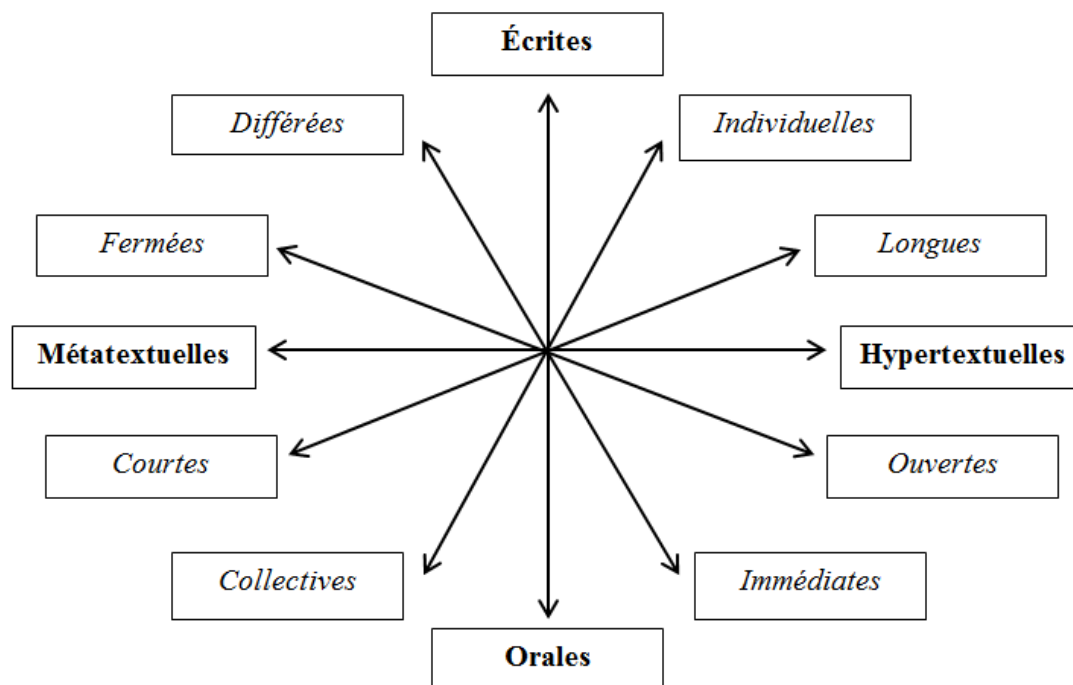 Écrites
Différées
Individuelles
Fermées
Longues
Métatextuelles
Hypertextuelles
Courtes
Ouvertes
Collectives
Immédiates
Orales